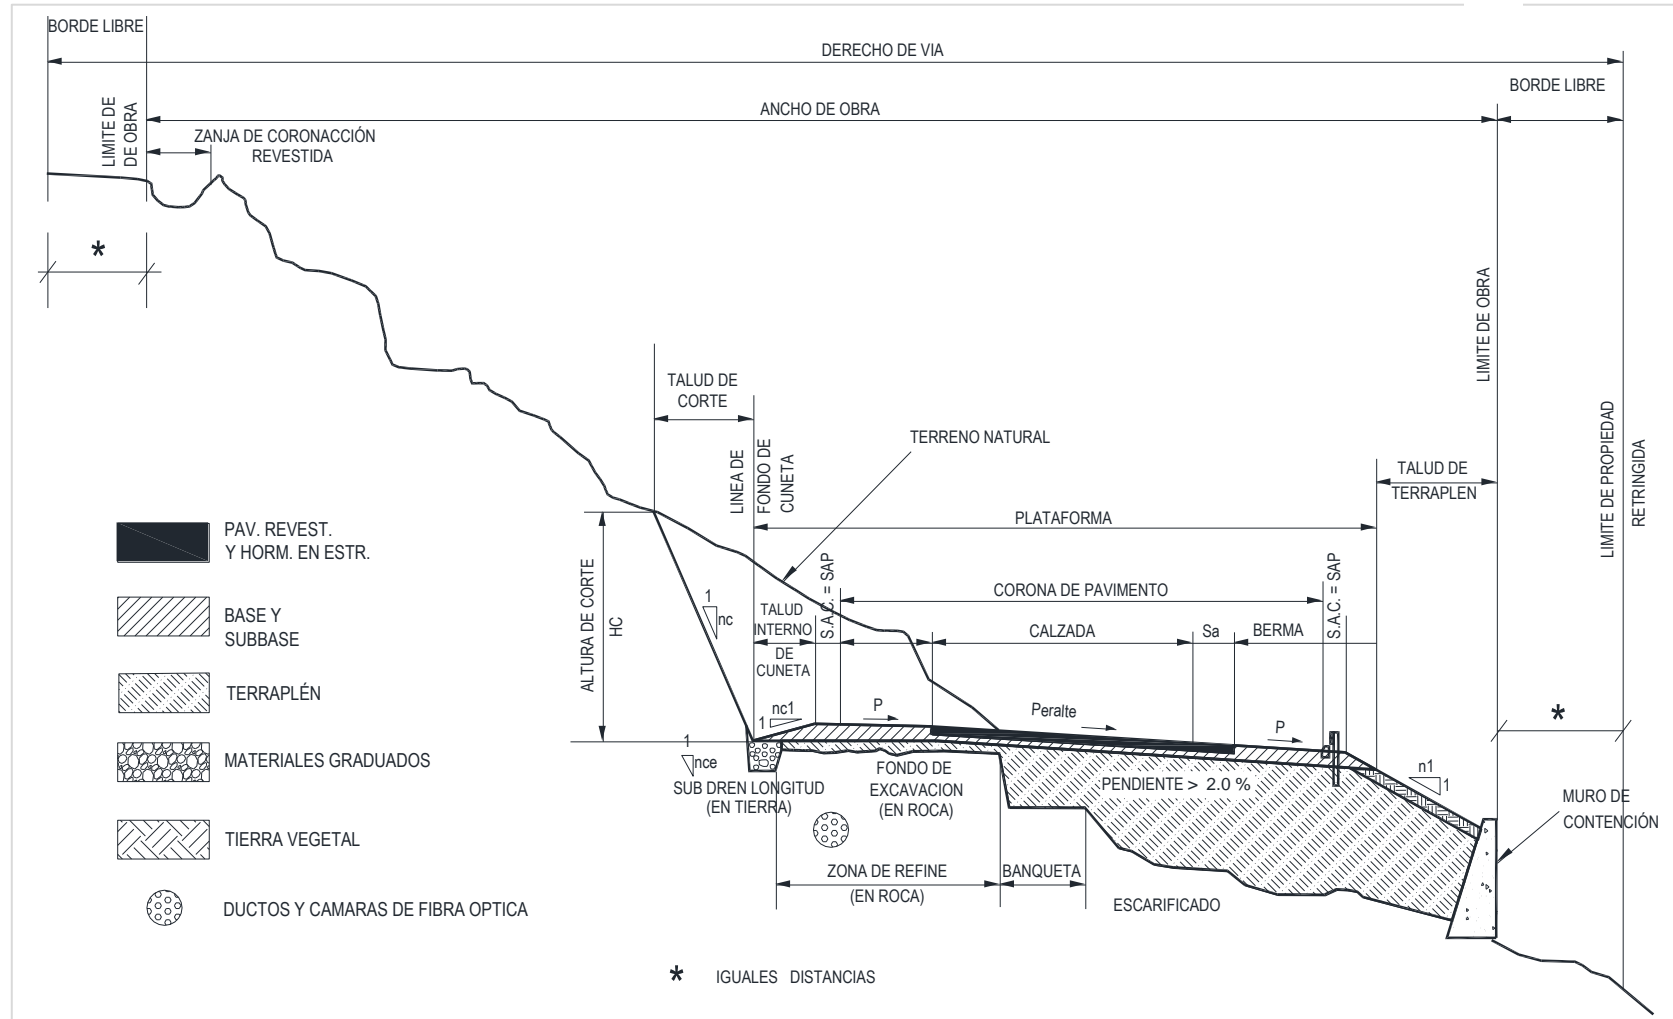 BORDE LIBRE
DERECHO DE VIA
BORDE LIBRE
ANCHO DE OBRA
LIMITE DE
DE OBRA
ZANJA DE CORONACCIÓN
REVESTIDA
*
LIMITE DE OBRA
TALUD DE
CORTE
LINEA DE
FONDO DE
CUNETA
TERRENO NATURAL
TALUD DE
TERRAPLEN
LIMITE DE PROPIEDAD
RETRINGIDA
PLATAFORMA
PAV. REVEST.
Y HORM. EN ESTR.
ALTURA DE CORTE
HC
1
nc
TALUD
INTERNO
DE
CUNETA
S.A.C. = SAP
CORONA DE PAVIMENTO
S.A.C. = SAP
CALZADA
Sa
BERMA
BASE Y
SUBBASE
TERRAPLÉN
nc1
1
P
Peralte
P
*
1
nce
MATERIALES GRADUADOS
SUB DREN LONGITUD
(EN TIERRA)
FONDO DE
EXCAVACION
(EN ROCA)
PENDIENTE > 2.0 %
n1
1
MURO DE
CONTENCIÓN
TIERRA VEGETAL
ZONA DE REFINE
(EN ROCA)
BANQUETA
ESCARIFICADO
DUCTOS Y CAMARAS DE FIBRA OPTICA
* IGUALES DISTANCIAS